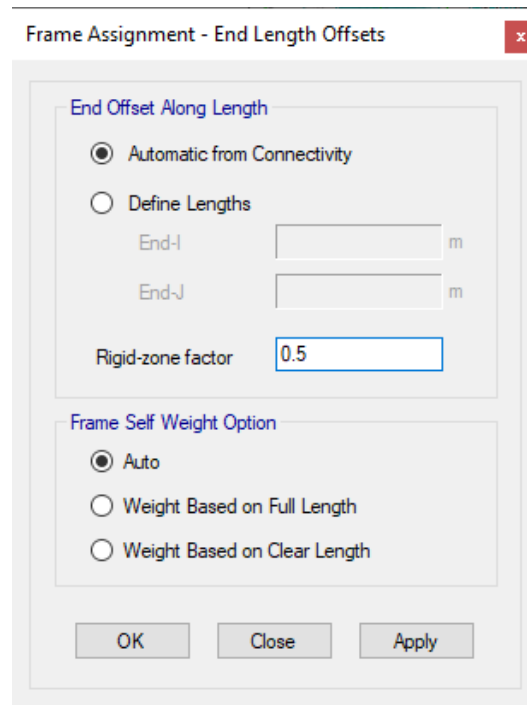 Frame Assignment - End Length Offsets
x
End Offset Along Length
Automatic from Connectivity
Define Lengths
End-I m
End-J m
Rigid-zone factor 0.5
Frame Self Weight Option
Auto
Weight Based on Full Length
Weight Based on Clear Length
OK Close Apply